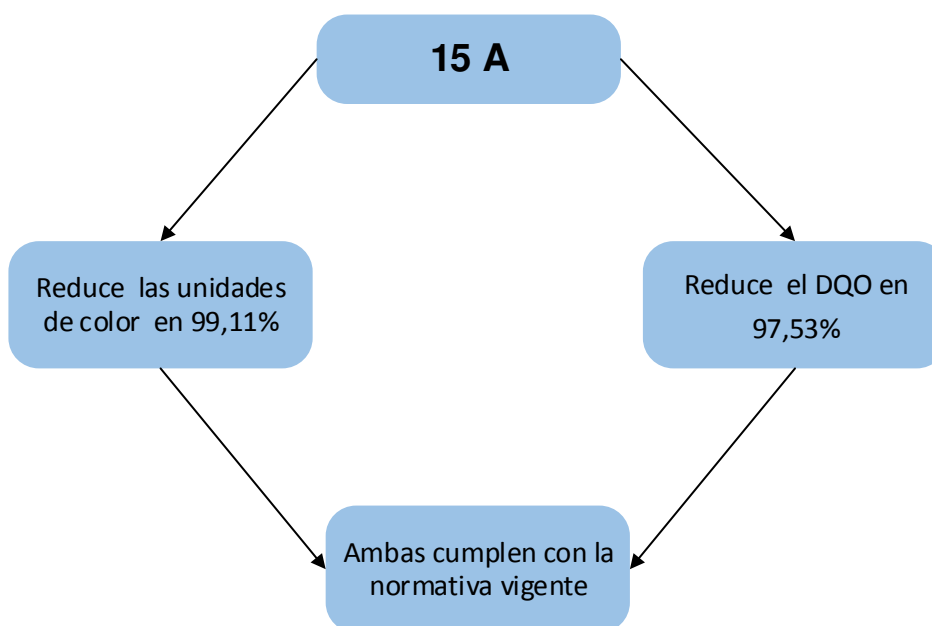 15 A
Reduce las unidades
de color en 99,11%
Reduce el DQO en
97,53%
Ambas cumplen con la
normativa vigente